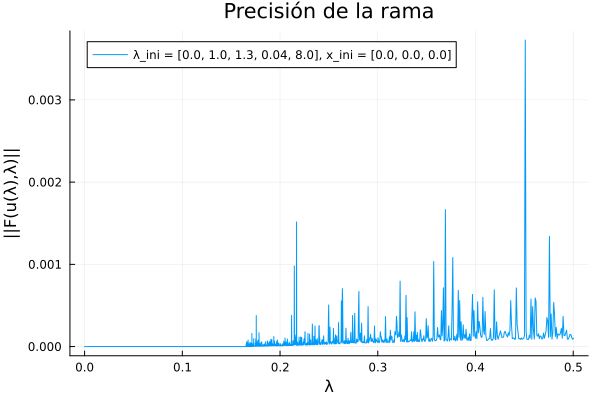 Precisión de la rama
λ_ini = [0.0, 1.0, 1.3, 0.04, 8.0], x_ini = [0.0, 0.0, 0.0]
||F(u(λ),λ)||
0.003
0.002
0.001
0.000
0.0 0.1 0.2 0.3 0.4 0.5
λ